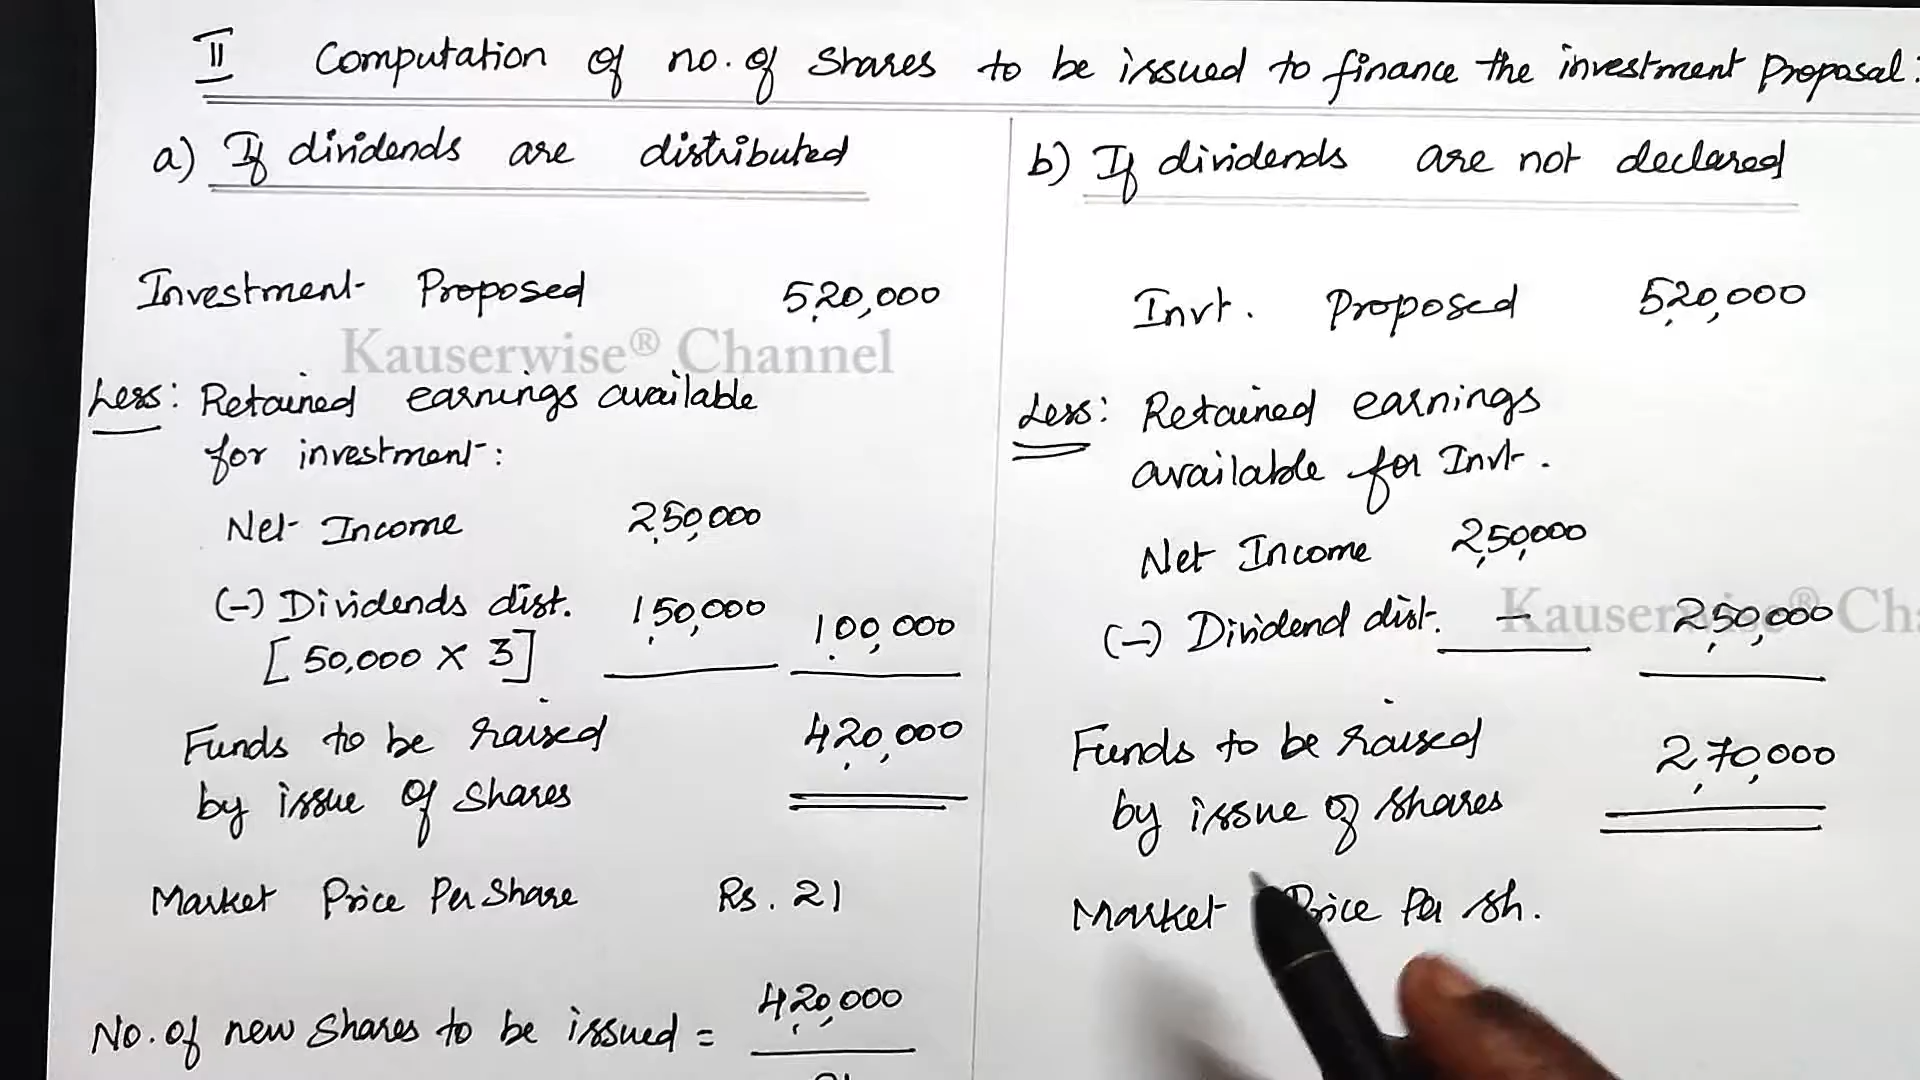 II Computation of no. of shares to be issued to finance the investment proposal:
a) If dividends are distributed
Investment Proposed 5,20,000
Kauserwise® Channel
Less: Retained earnings available
for investment:
Net Income 2,50,000
(-) Dividends dist. 1,50,000 1,00,000
[50,000 X 3]
Funds to be raised 4,20,000
by issue of shares
Market Price Per Share Rs. 21
No. of new shares to be issued = 4,20,000
b) If dividends are not declared
Invt. Proposed 5,20,000
Less: Retained earnings
available for Invt.
Net Income 2,50,000
Kauserwise®
(-) Dividend dist. - 2,50,000
Funds to be raised 2,70,000
by issue of shares
Market Price Per sh.